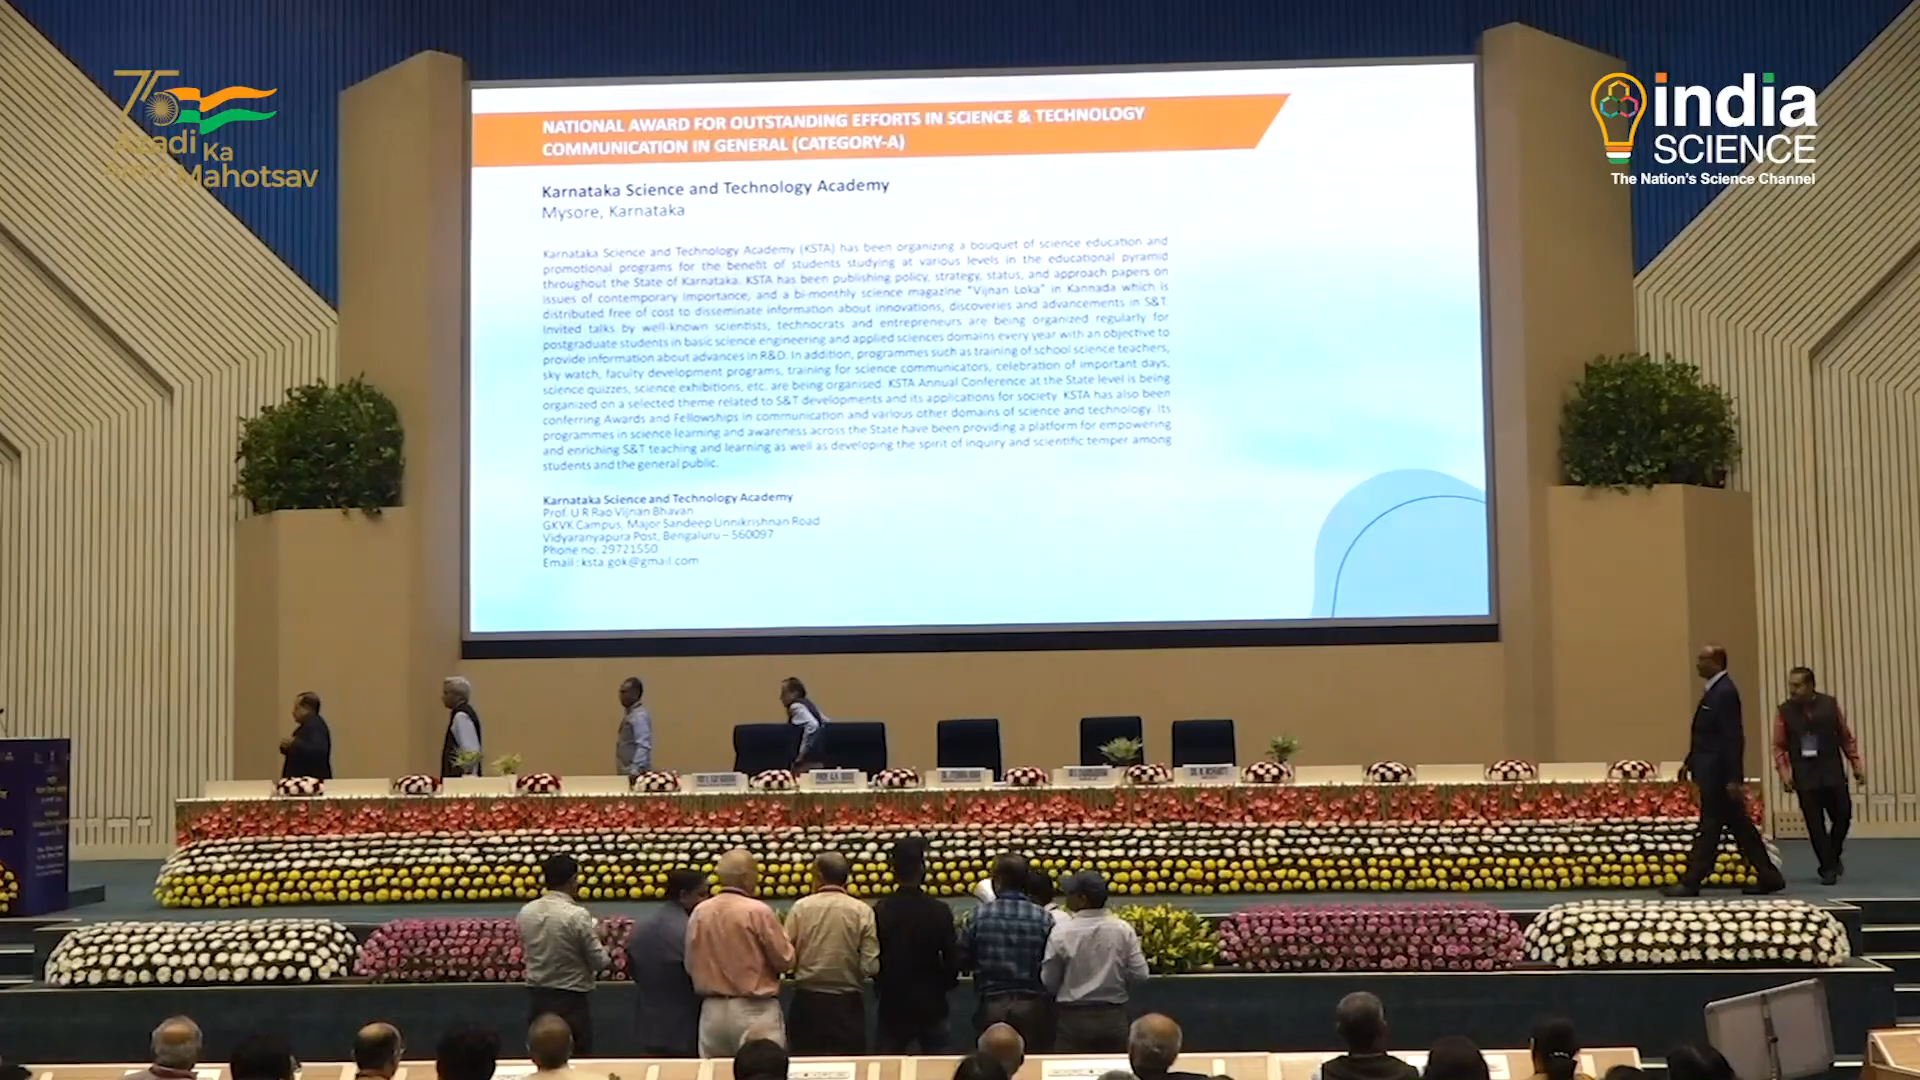 75
Azadi
Ka
Amrit Mahotsav
india
SCIENCE
The Nation's Science Channel
NATIONAL AWARD FOR OUTSTANDING EFFORTS IN SCIENCE & TECHNOLOGY
COMMUNICATION IN GENERAL (CATEGORY-A)
Karnataka Science and Technology Academy
Mysore, Karnataka
Karnataka Science and Technology Academy (KSTA) has been organizing a bouquet of science education and
promotional programs for the benefit of students studying at various levels in the educational pyramid
throughout the State of Karnataka. KSTA has been publishing policy, strategy, status, and approach papers on
issues of contemporary importance, and a bi-monthly science magazine "Vijnan Loka" in Kannada which is
distributed free of cost to disseminate information about innovations, discoveries and advancements in S&T.
Invited talks by well-known scientists, technocrats and entrepreneurs are being organized regularly for
postgraduate students in basic science engineering and applied sciences domains every year with an objective to
provide information about advances in R&D. In addition, programmes such as training of school science teachers,
sky watch, faculty development programs, training for science communicators, celebration of important days,
science quizzes, science exhibitions, etc. are being organised. KSTA Annual Conference at the State level is being
organized on a selected theme related to S&T developments and its applications for society. KSTA has also been
conferring Awards and Fellowships in communication and various other domains of science and technology. Its
programmes in science learning and awareness across the State have been providing a platform for empowering
and enriching S&T teaching and learning as well as developing the spirit of inquiry and scientific temper among
students and the general public.
Karnataka Science and Technology Academy
Prof. U R Rao Vijnan Bhavan
GKVK Campus, Major Sandeep Unnikrishnan Road
Vidyaranyapura Post, Bengaluru – 560097
Phone no: 29721550
Email : ksta.gok@gmail.com